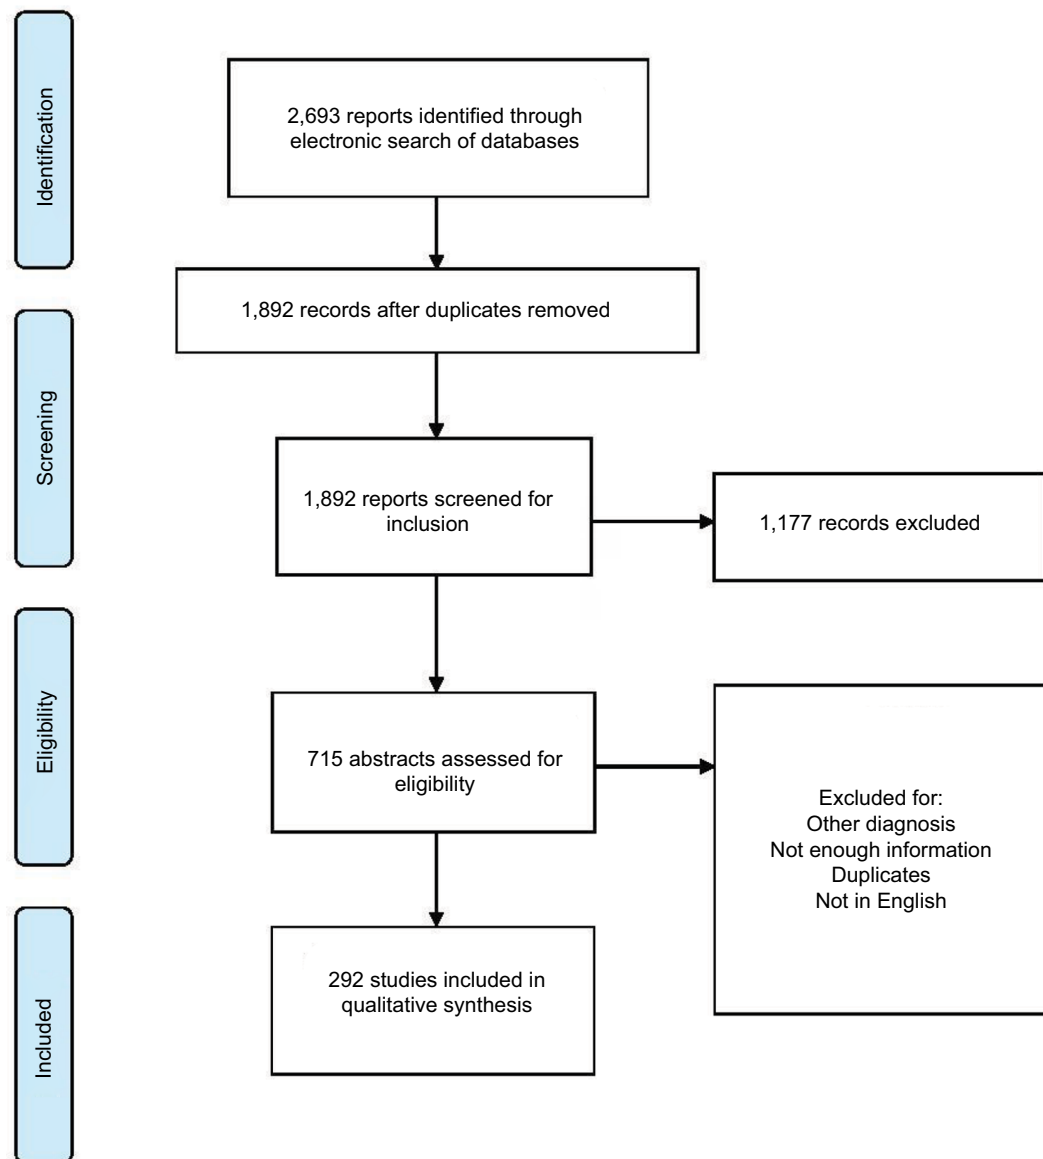 Identification
2,693 reports identified through
electronic search of databases
1,892 records after duplicates removed
Screening
1,892 reports screened for
inclusion
1,177 records excluded
Eligibility
715 abstracts assessed for
eligibility
Excluded for:
Other diagnosis
Not enough information
Duplicates
Not in English
Included
292 studies included in
qualitative synthesis